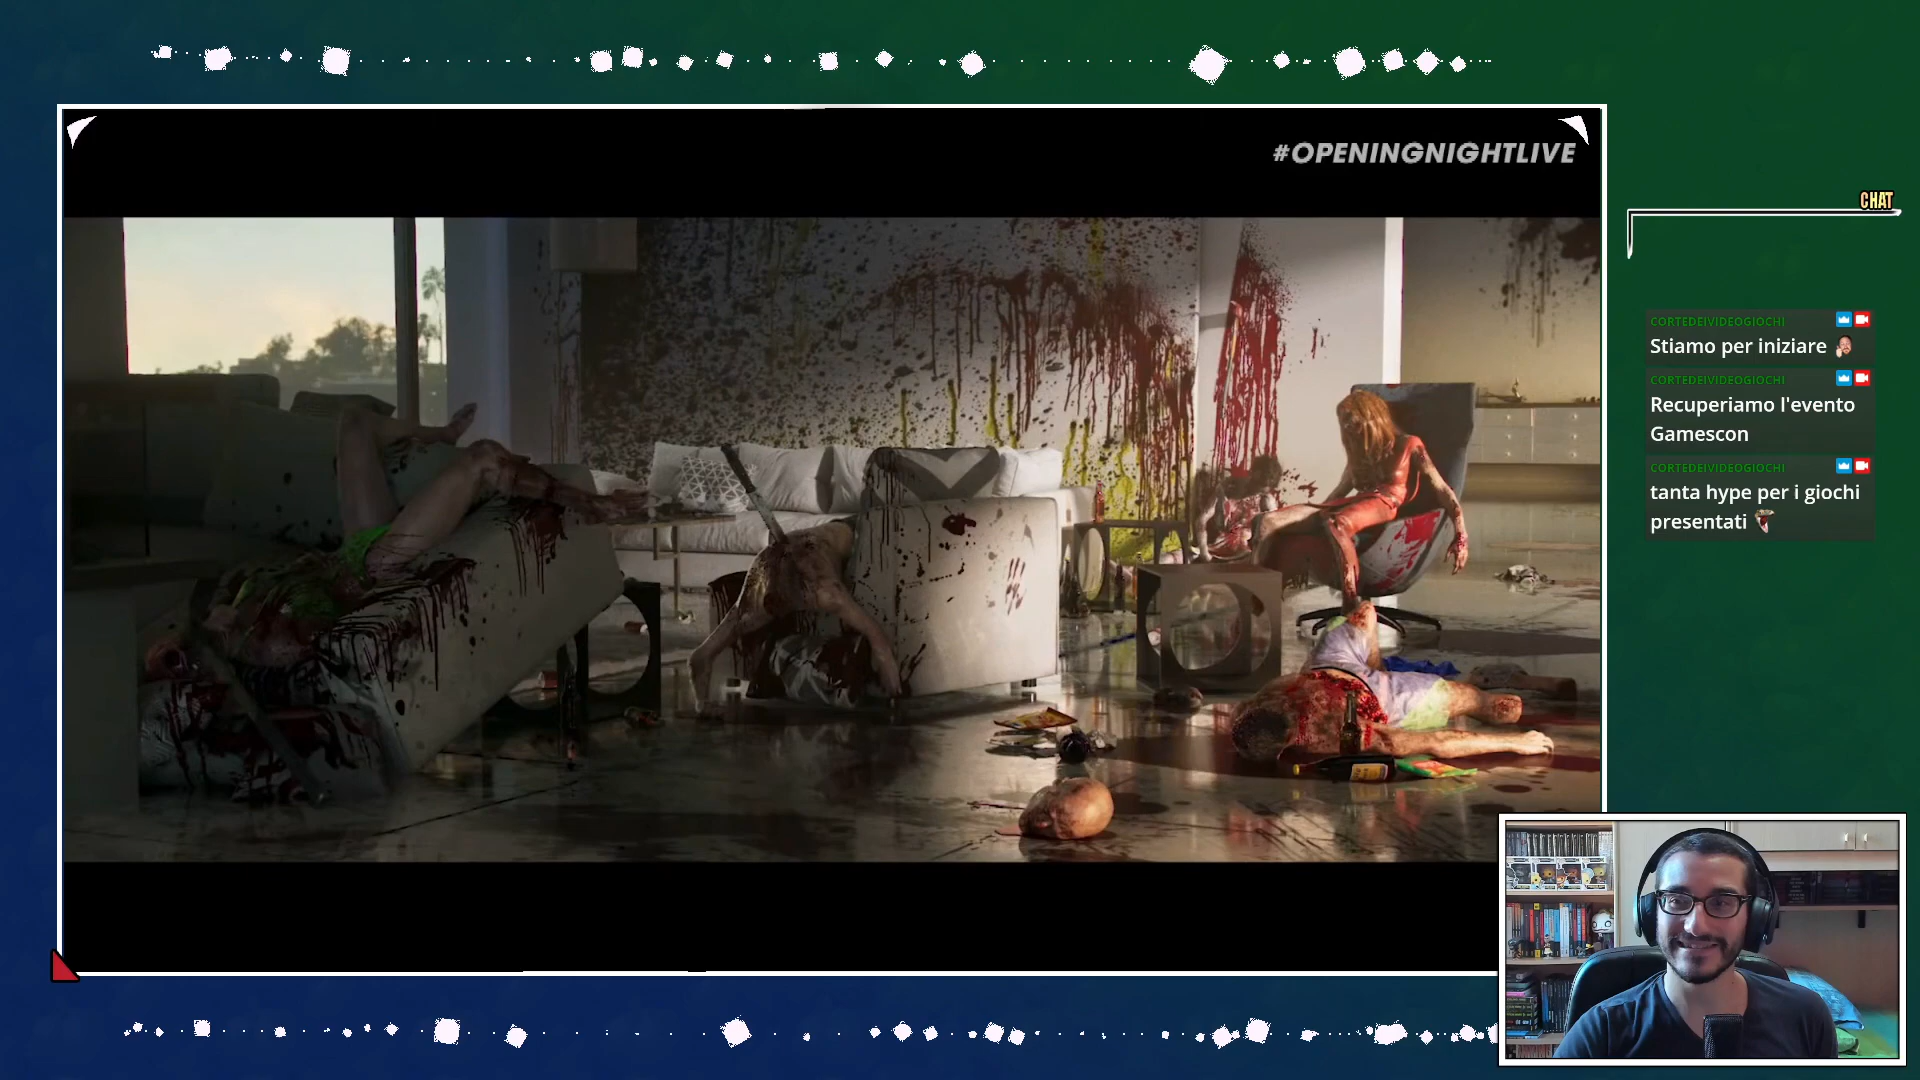 #OPENINGNIGHTLIVE
CHAT
CORTEDEIVIDEOGIOCHI
Stiamo per iniziare
CORTEDEIVIDEOGIOCHI
Recuperiamo l'evento
Gamescon
CORTEDEIVIDEOGIOCHI
tanta hype per i giochi
presentati